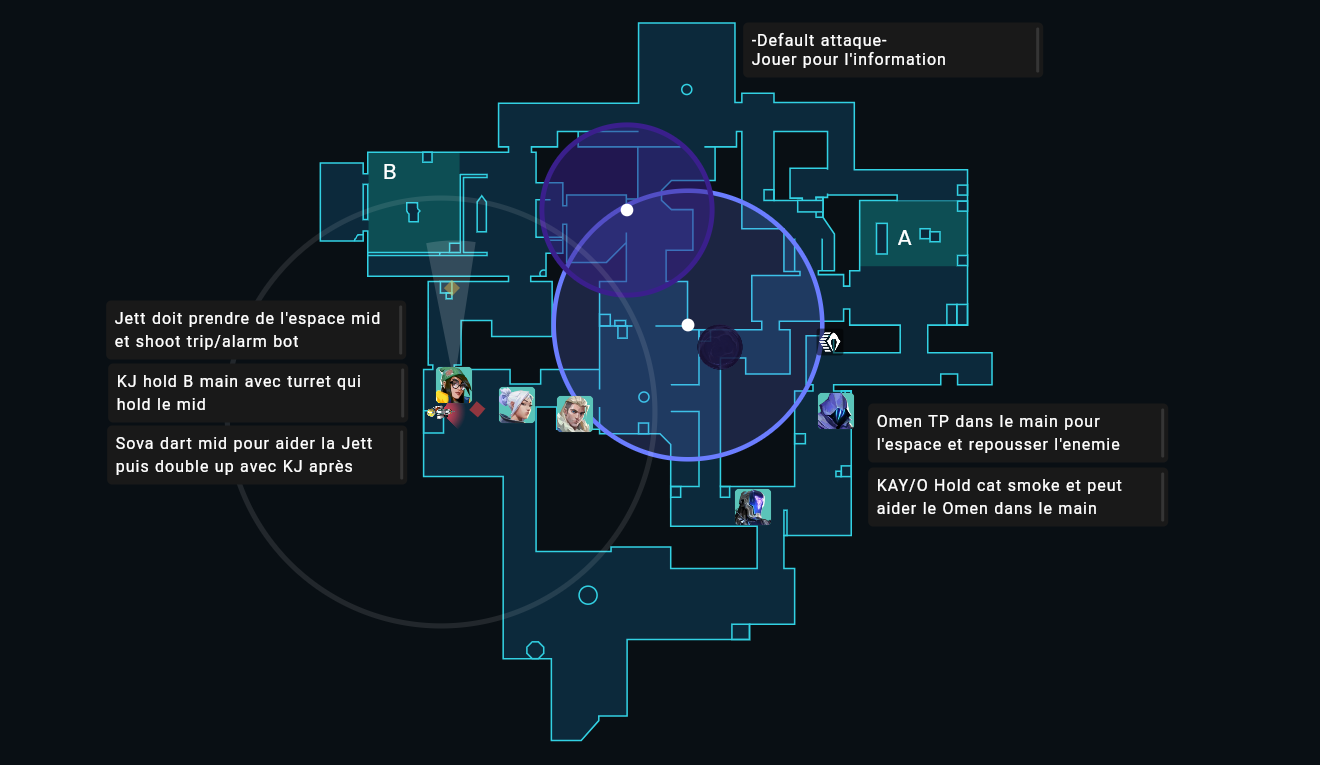 -Default attaque-
Jouer pour l'information
B
A
Jett doit prendre de l'espace mid
et shoot trip/alarm bot
KJ hold B main avec turret qui
hold le mid
Sova dart mid pour aider la Jett
puis double up avec KJ après
Omen TP dans le main pour
l'espace et repousser l'enemie
KAY/O Hold cat smoke et peut
aider le Omen dans le main